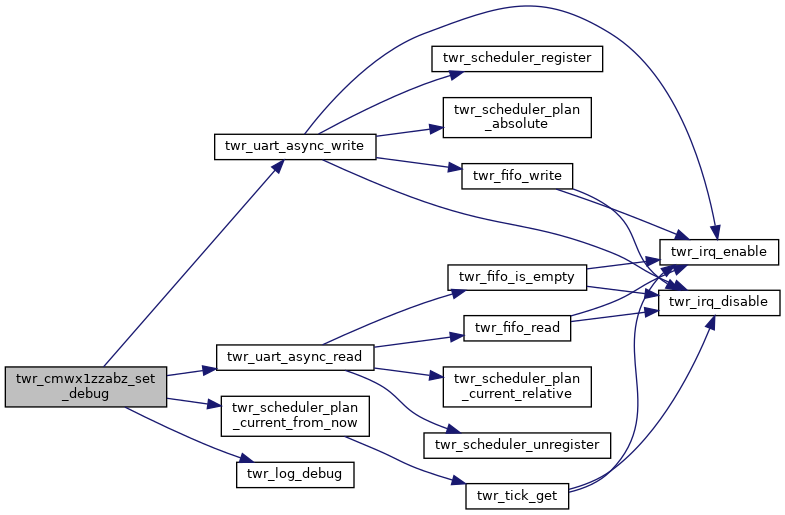 twr_cmwx1zzabz_set
_debug
twr_uart_async_write
twr_uart_async_read
twr_scheduler_plan
_current_from_now
twr_log_debug
twr_scheduler_register
twr_scheduler_plan
_absolute
twr_fifo_write
twr_fifo_is_empty
twr_fifo_read
twr_scheduler_plan
_current_relative
twr_scheduler_unregister
twr_tick_get
twr_irq_enable
twr_irq_disable